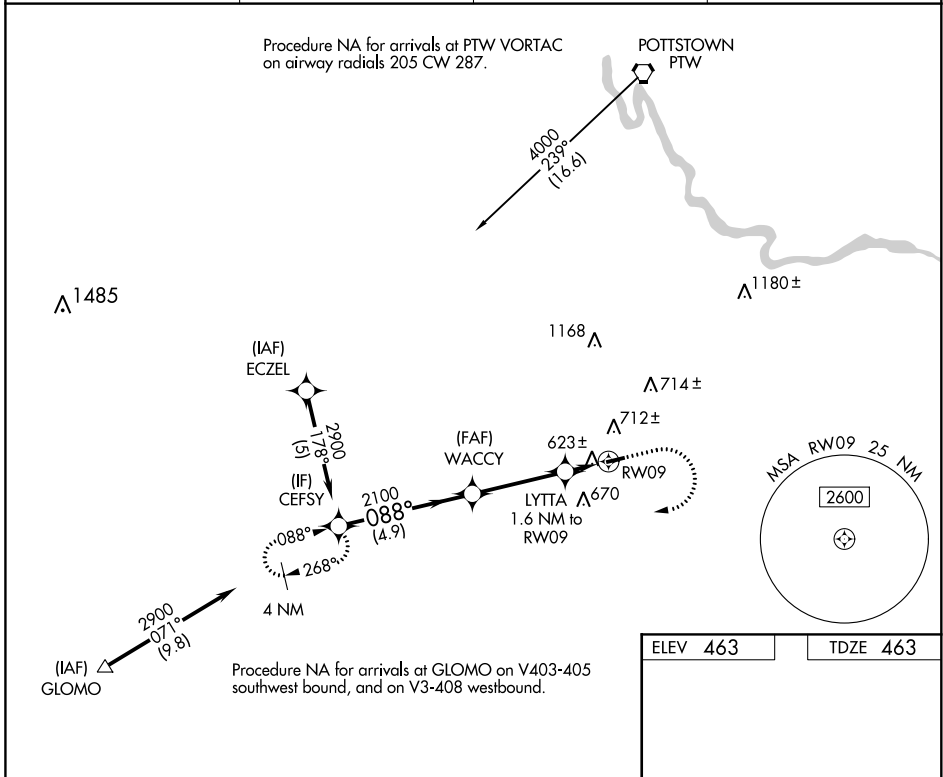 Procedure NA for arrivals at PTW VORTAC
on airway radials 205 CW 287.
POTTSTOWN
PTW
4000
239°
(16.6)
1485
1180±
1168
(IAF)
ECZEL
714±
2900
178°
(5)
712±
(FAF)
WACCY
623±
RW09
MSA RW09 25 NM
2600
(IF)
CEFSY
2100
088°
(4.9)
LYTTA
1.6 NM to
RW09
670
088°
268°
4 NM
2900
071°
(9.8)
(IAF)
GLOMO
Procedure NA for arrivals at GLOMO on V403-405
southwest bound, and on V3-408 westbound.
ELEV 463
TDZE 463